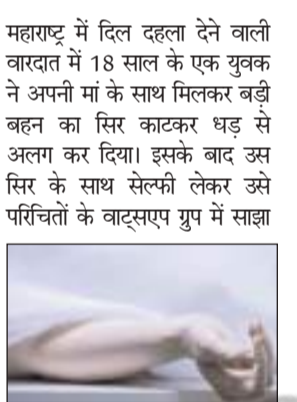 महाराष्ट्र में दिल दहला देने वाली
वारदात में 18 साल के एक युवक
ने अपनी मां के साथ मिलकर बड़ी
बहन का सिर काटकर धड़ से
अलग कर दिया। इसके बाद उस
सिर के साथ सेल्फी लेकर उसे
परिचितों के वाट्सएप ग्रुप में साझा